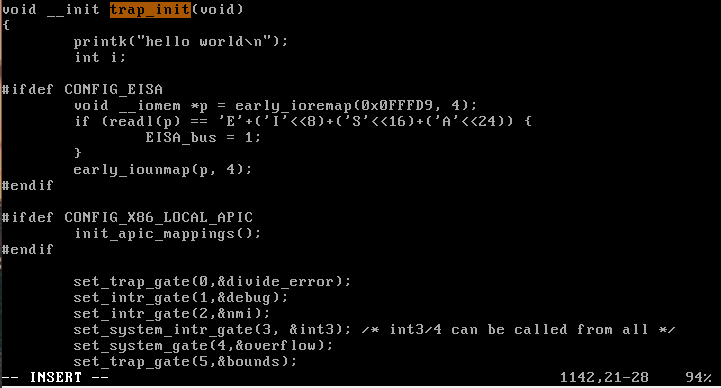 void __init trap_init(void)
{
        printk("hello world\n");
        int i;

#ifdef CONFIG_EISA
        void __iomem *p = early_ioremap(0x0FFFD9, 4);
        if (readl(p) == 'E'+('I'<<8)+('S'<<16)+('A'<<24)) {
                EISA_bus = 1;
        }
        early_iounmap(p, 4);
#endif

#ifdef CONFIG_X86_LOCAL_APIC
        init_apic_mappings();
#endif

        set_trap_gate(0,&divide_error);
        set_intr_gate(1,&debug);
        set_intr_gate(2,&nmi);
        set_system_intr_gate(3, &int3); /* int3/4 can be called from all */
        set_system_gate(4,&overflow);
        set_trap_gate(5,&bounds);
-- INSERT -- 1142,21-28 94%